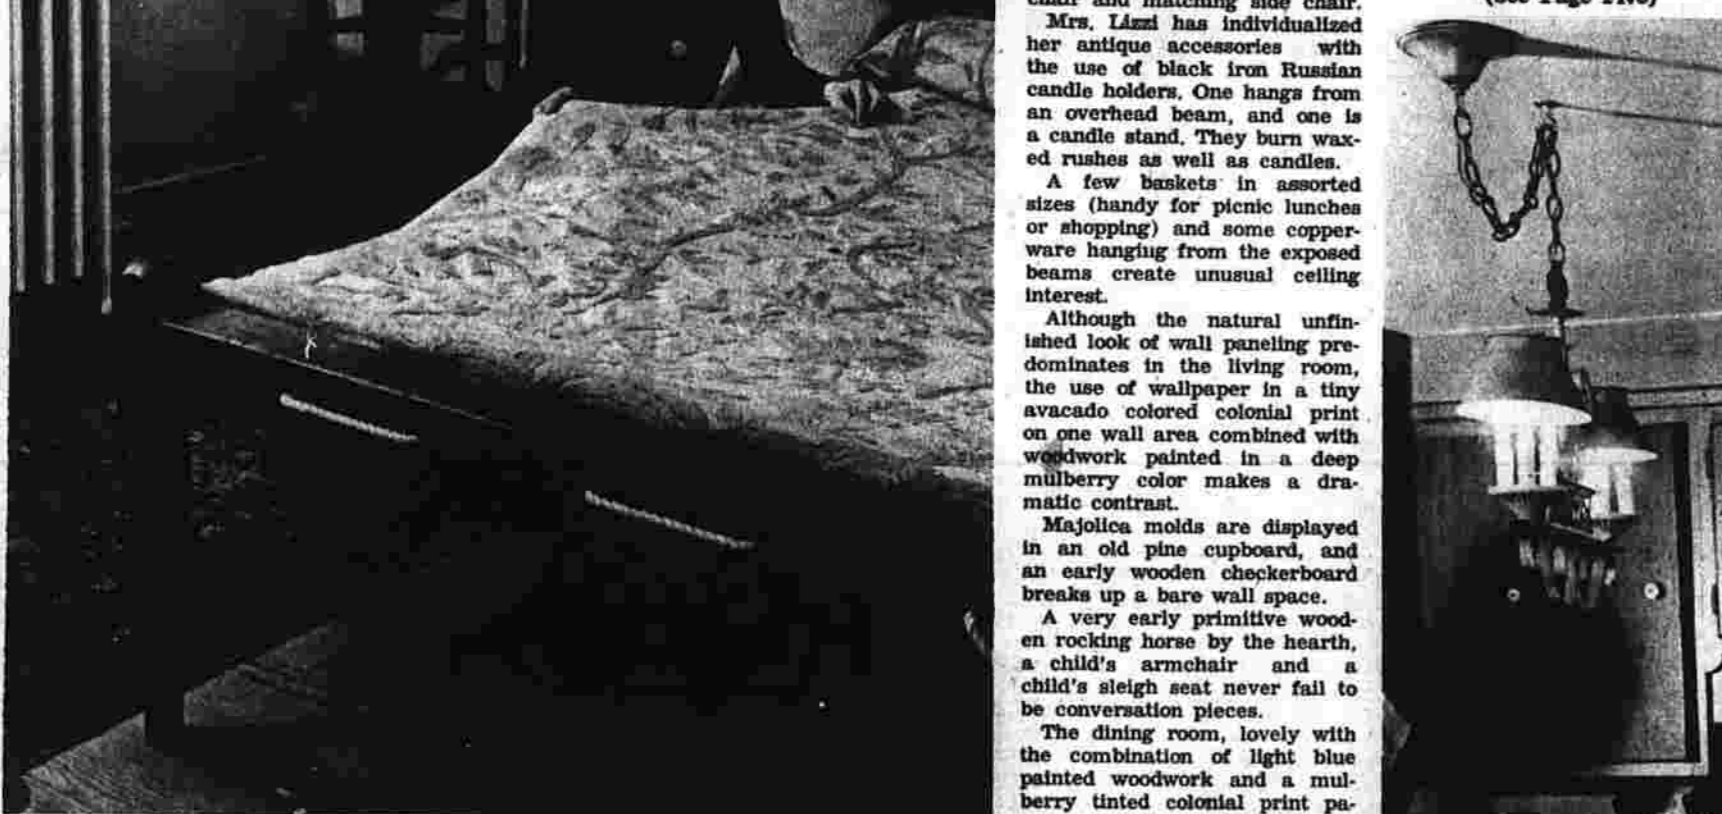 chair and matching side chair.
Mrs. Lizzi has individualized
her antique accessories with
the use of black iron Russian
candle holders. One hangs from
an overhead beam, and one is
a candle stand. They burn wax-
ed rushes as well as candles.
A few baskets in assorted
sizes (handy for picnic lunches
or shopping) and some copper-
ware hanging from the exposed
beams create unusual ceiling
interest.
Although the natural unfin-
ished look of wall paneling pre-
dominates in the living room,
the use of wallpaper in a tiny
avacado colored colonial print
on one wall area combined with
woodwork painted in a deep
mulberry color makes a dra-
matic contrast.
Majolica molds are displayed
in an old pine cupboard, and
an early wooden checkerboard
breaks up a bare wall space.
A very early primitive wood-
en rocking horse by the hearth,
a child's armchair and a
child's sleigh seat never fail to
be conversation pieces.
The dining room, lovely with
the combination of light blue
painted woodwork and a mul-
berry tinted colonial print pa-
(See Page Five)